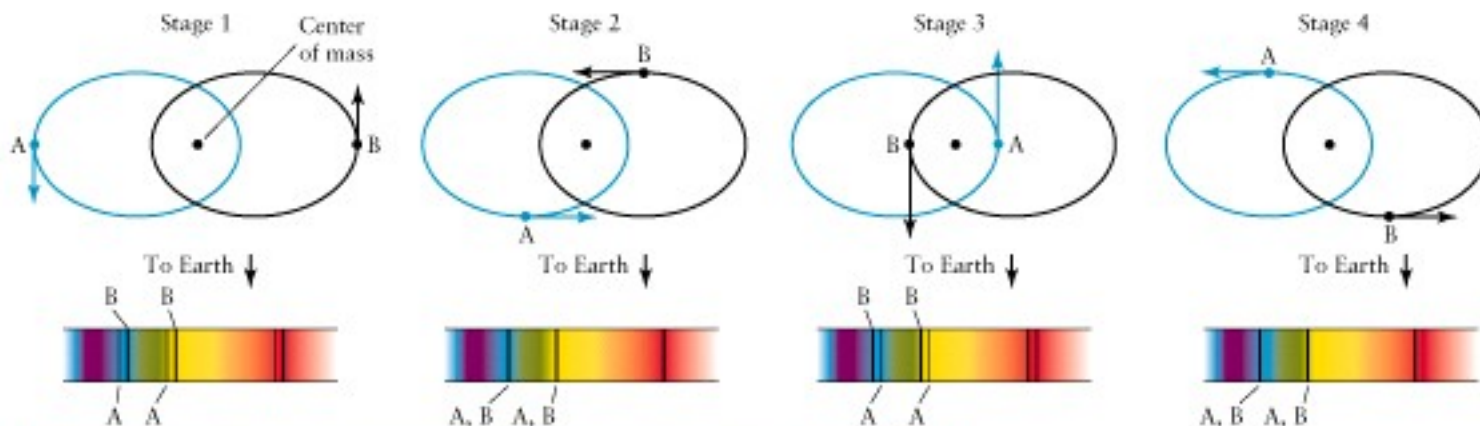 Stage 1
Center
of mass
A
B
To Earth
B B
A A
Stage 2
B
A
To Earth
A, B A, B
Stage 3
B
A
To Earth
B B
A A
Stage 4
A
B
To Earth
A, B A, B